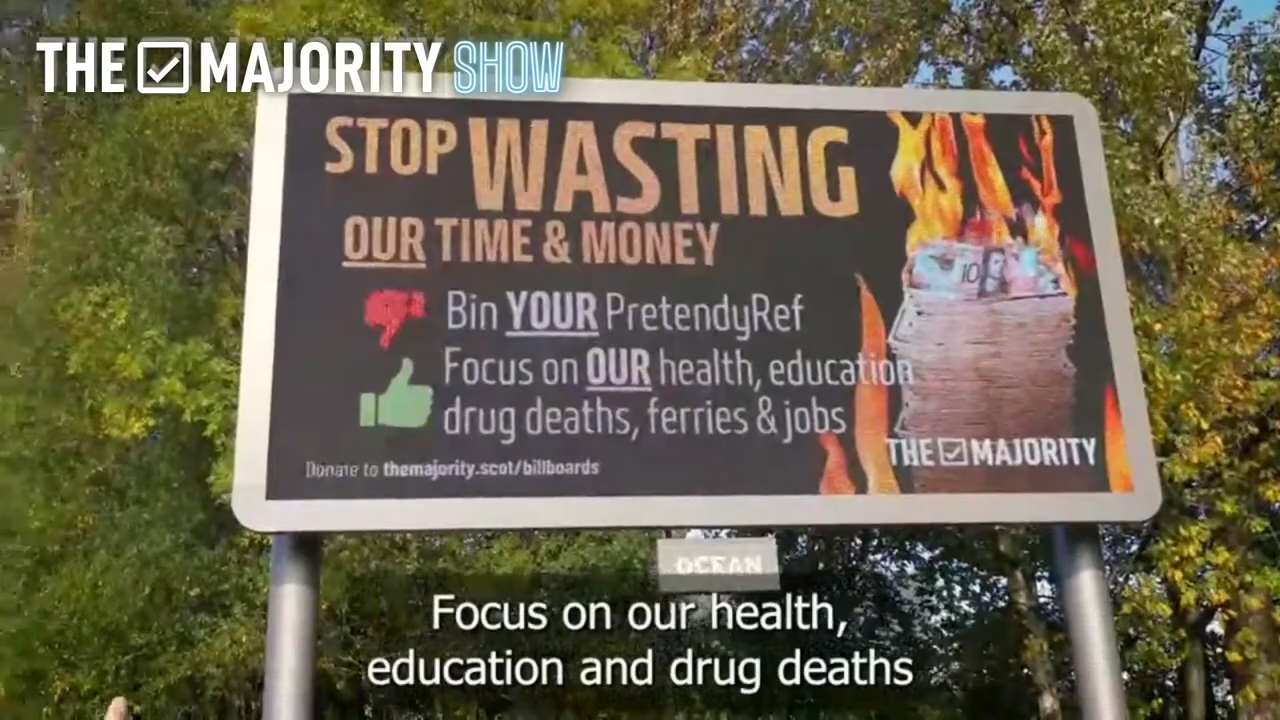 THE MAJORITY SHOW
STOP WASTING
OUR TIME & MONEY
Bin YOUR PretendyRef
Focus on OUR health, education
drug deaths, ferries & jobs
THE MAJORITY
Donate to themajority.scot/billboards
10
OCEAN
Focus on our health,
education and drug deaths